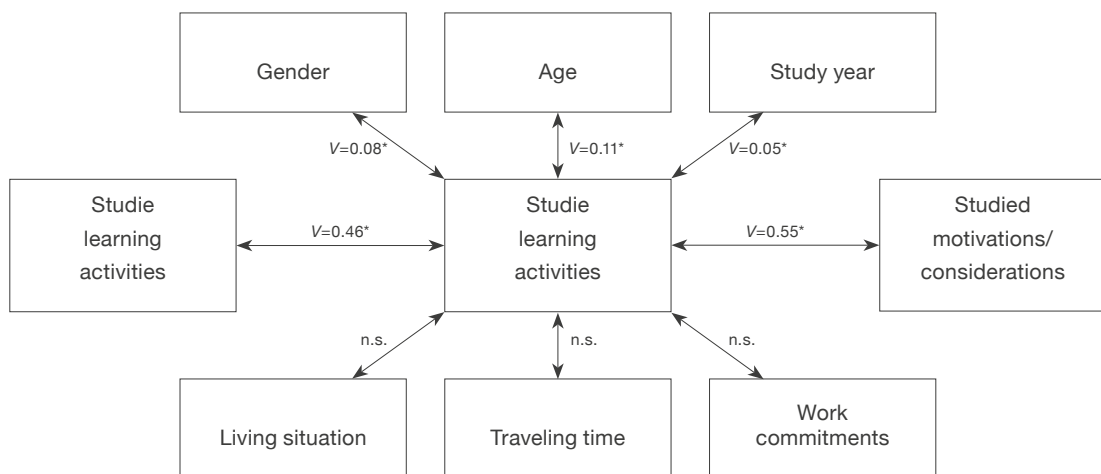 Gender
Age
Study year
V=0.08*
V=0.11*
V=0.05*
Studie
learning
activities
V=0.46*
Studie
learning
activities
V=0.55*
Studied
motivations/
considerations
n.s.
n.s.
n.s.
Living situation
Traveling time
Work
commitments